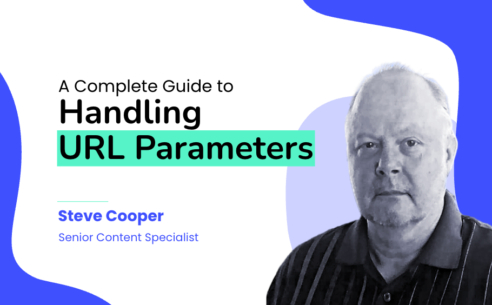 A Complete Guide to
Handling
URL Parameters
Steve Cooper
Senior Content Specialist